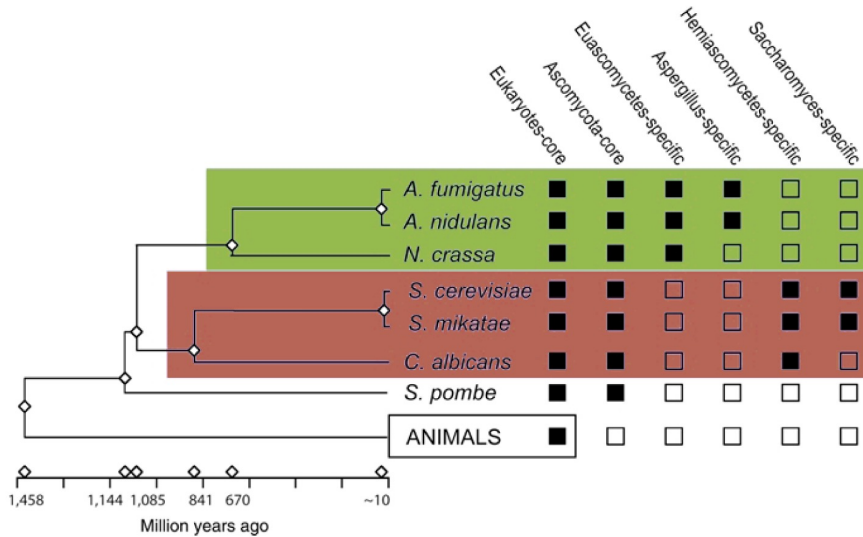 Eukaryotes-core
Ascomycota-core
Euascomycetes-specific
Aspergillus-specific
Hemiascomycetes-specific
Saccharomyces-specific
A. fumigatus
A. nidulans
N. crassa
S. cerevisiae
S. mikatae
C. albicans
S. pombe
ANIMALS
1,458 1,144 1,085 841 670 ~10
Million years ago